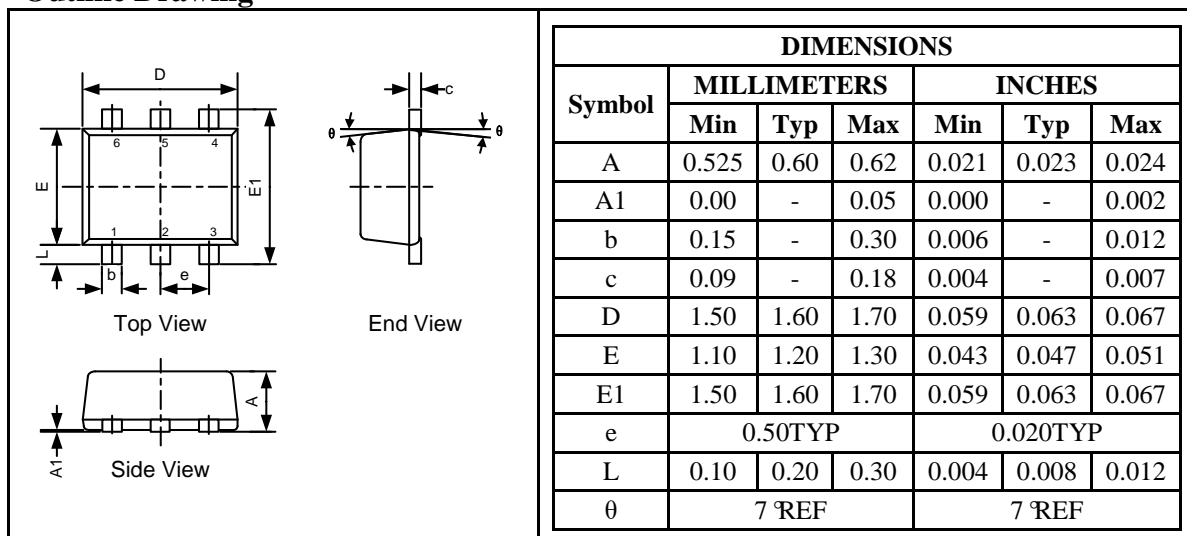 D
c
θ
θ
6 5 4
E
E1
1 2 3
L
b
e
Top View
End View
A
A1
Side View
DIMENSIONS
Symbol MILLIMETERS INCHES
Min Typ Max Min Typ Max
A 0.525 0.60 0.62 0.021 0.023 0.024
A1 0.00 - 0.05 0.000 - 0.002
b 0.15 - 0.30 0.006 - 0.012
c 0.09 - 0.18 0.004 - 0.007
D 1.50 1.60 1.70 0.059 0.063 0.067
E 1.10 1.20 1.30 0.043 0.047 0.051
E1 1.50 1.60 1.70 0.059 0.063 0.067
e 0.50TYP 0.020TYP
L 0.10 0.20 0.30 0.004 0.008 0.012
θ 7 °REF 7 °REF